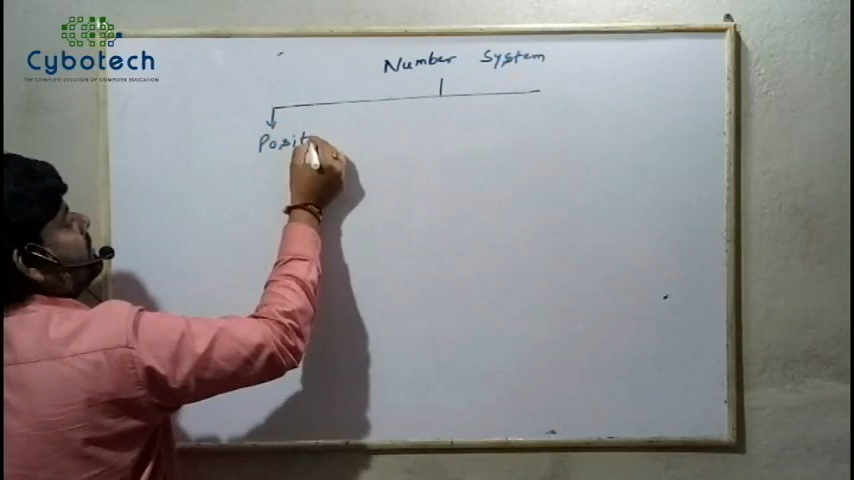 Cybotech
THE COMPLETE SOLUTION OF COMPUTER EDUCATION
Number System
Posit